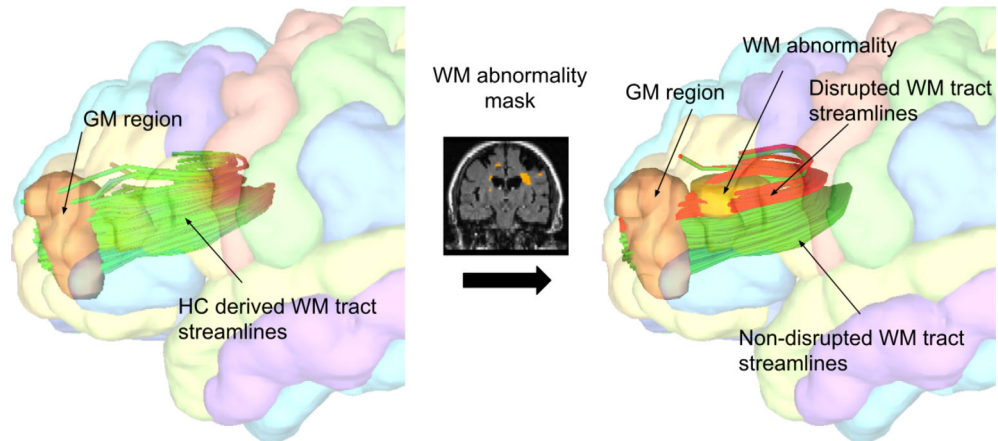 GM region
HC derived WM tract
streamlines
WM abnormality
mask
WM abnormality
GM region
Disrupted WM tract
streamlines
Non-disrupted WM tract
streamlines